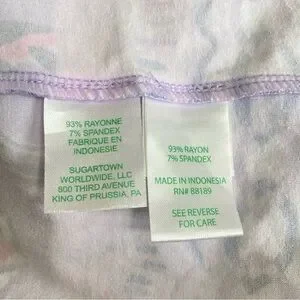 93% RAYONNE
7% SPANDEX
FABRIQUE EN
INDONESIE
SUGARTOWN
WORLDWIDE, LLC
800 THIRD AVENUE
KING OF PRUSSIA, PA
93% RAYON
7% SPANDEX
MADE IN INDONESIA
RN# 88189
SEE REVERSE
FOR CARE